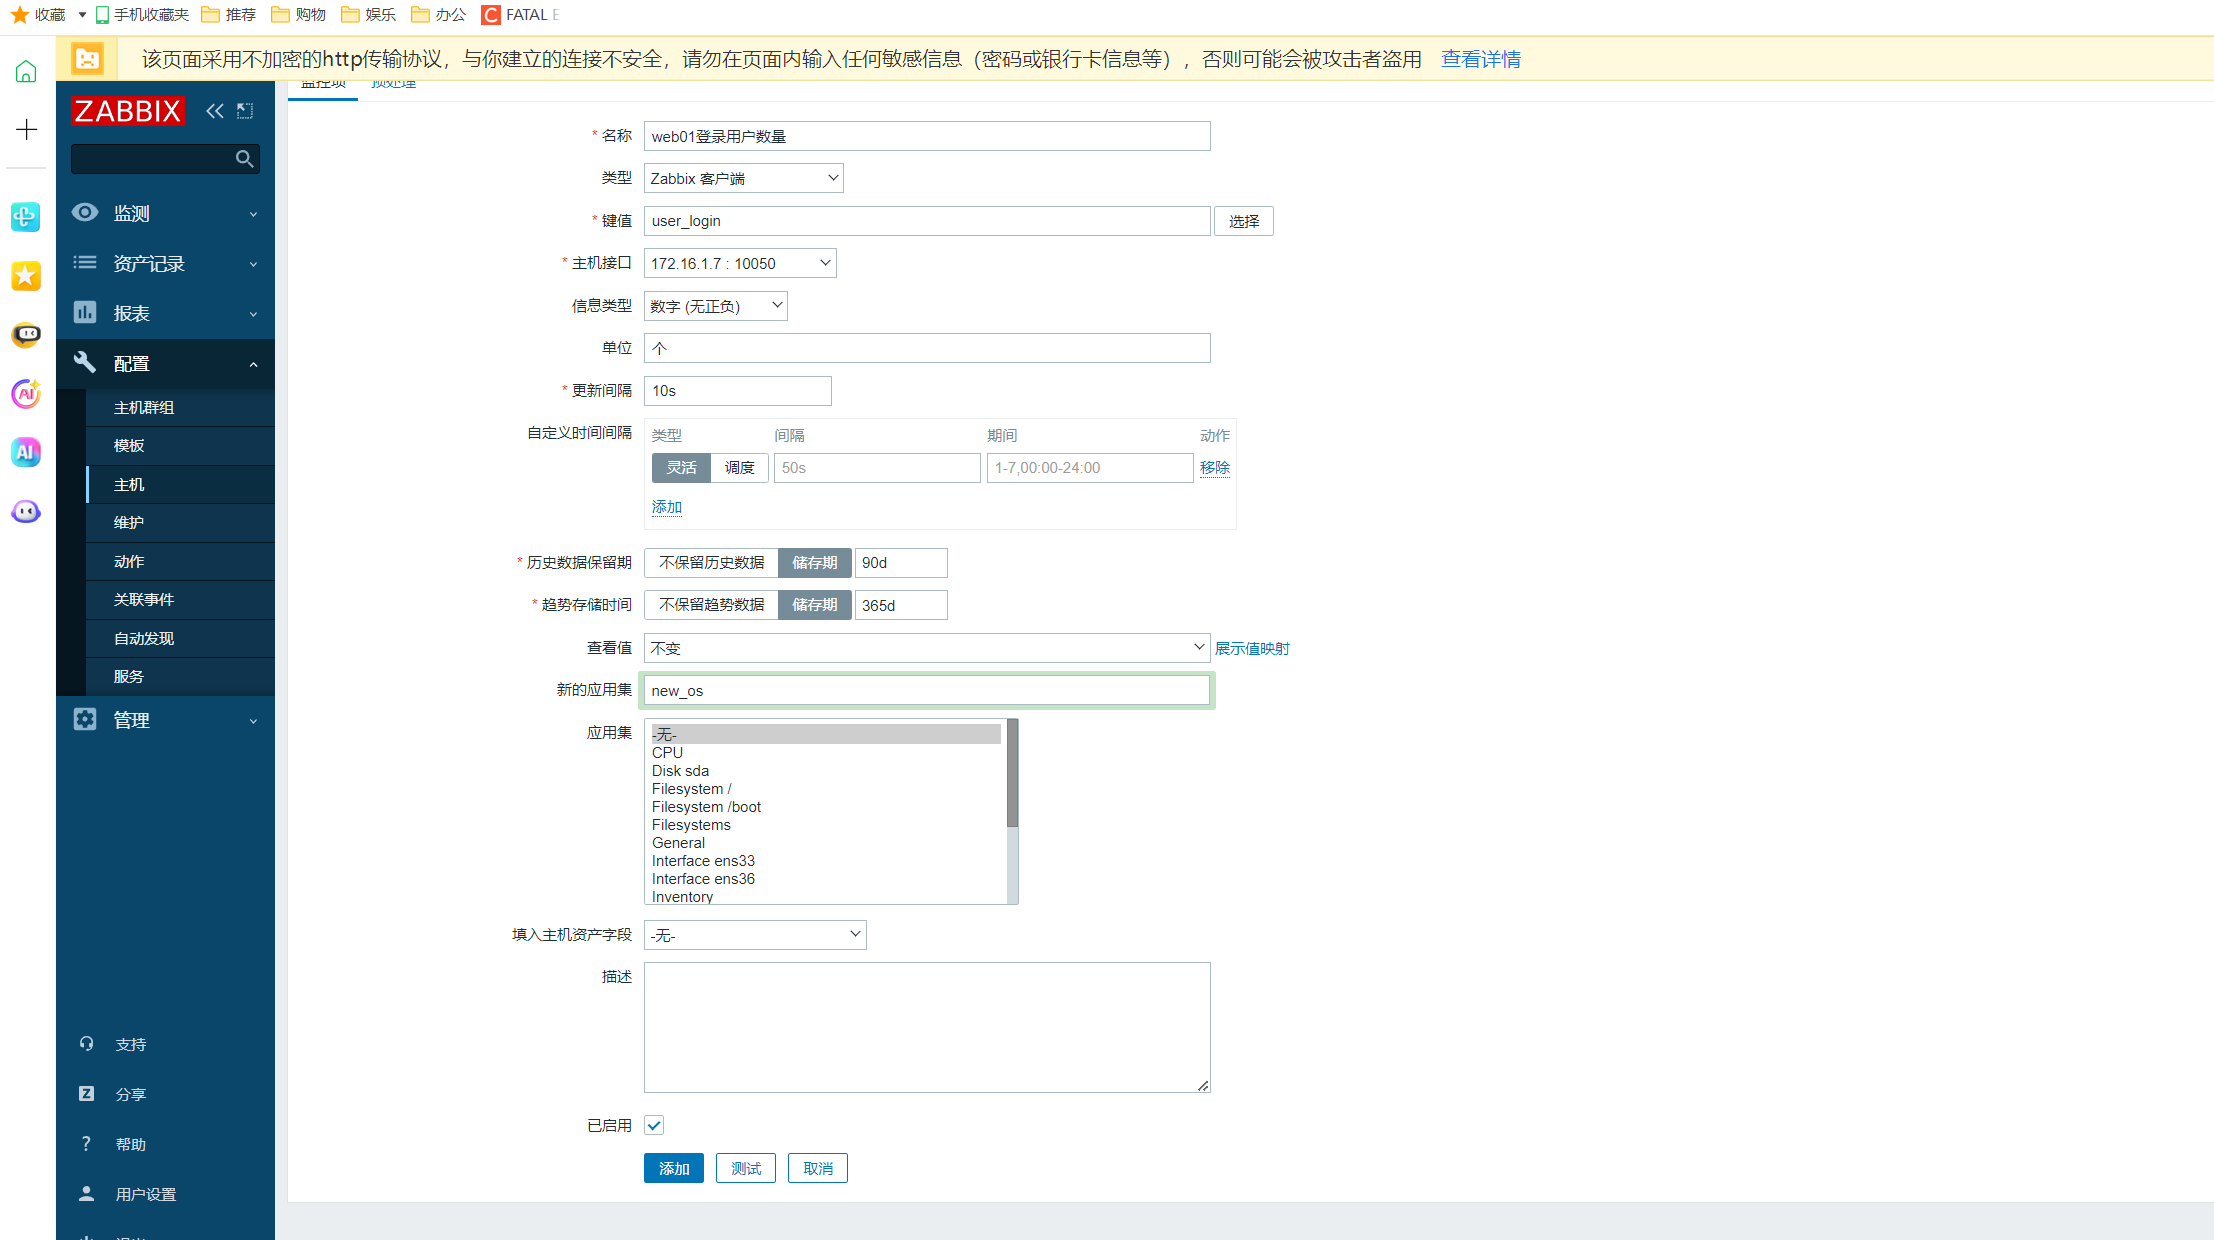 收藏 手机收藏夹 推荐 购物 娱乐 办公 FATAL
该页面采用不加密的http传输协议，与你建立的连接不安全，请勿在页面内输入任何敏感信息（密码或银行卡信息等），否则可能会被攻击者盗用 查看详情
ZABBIX
监测
资产记录
报表
配置
主机群组
模板
主机
维护
动作
关联事件
自动发现
服务
管理
支持
分享
帮助
用户设置
监控项 预处理
* 名称 web01登录用户数量
类型 Zabbix 客户端
* 键值 user_login 选择
* 主机接口 172.16.1.7 : 10050
信息类型 数字 (无正负)
单位 个
* 更新间隔 10s
自定义时间间隔 类型 间隔 期间 动作
灵活 调度 50s 1-7,00:00-24:00 移除
添加
* 历史数据保留期 不保留历史数据 储存期 90d
* 趋势存储时间 不保留趋势数据 储存期 365d
查看值 不变 展示值映射
新的应用集 new_os
应用集 -无-
CPU
Disk sda
Filesystem /
Filesystem /boot
Filesystems
General
Interface ens33
Interface ens36
Inventory
填入主机资产字段 -无-
描述
已启用
添加 测试 取消